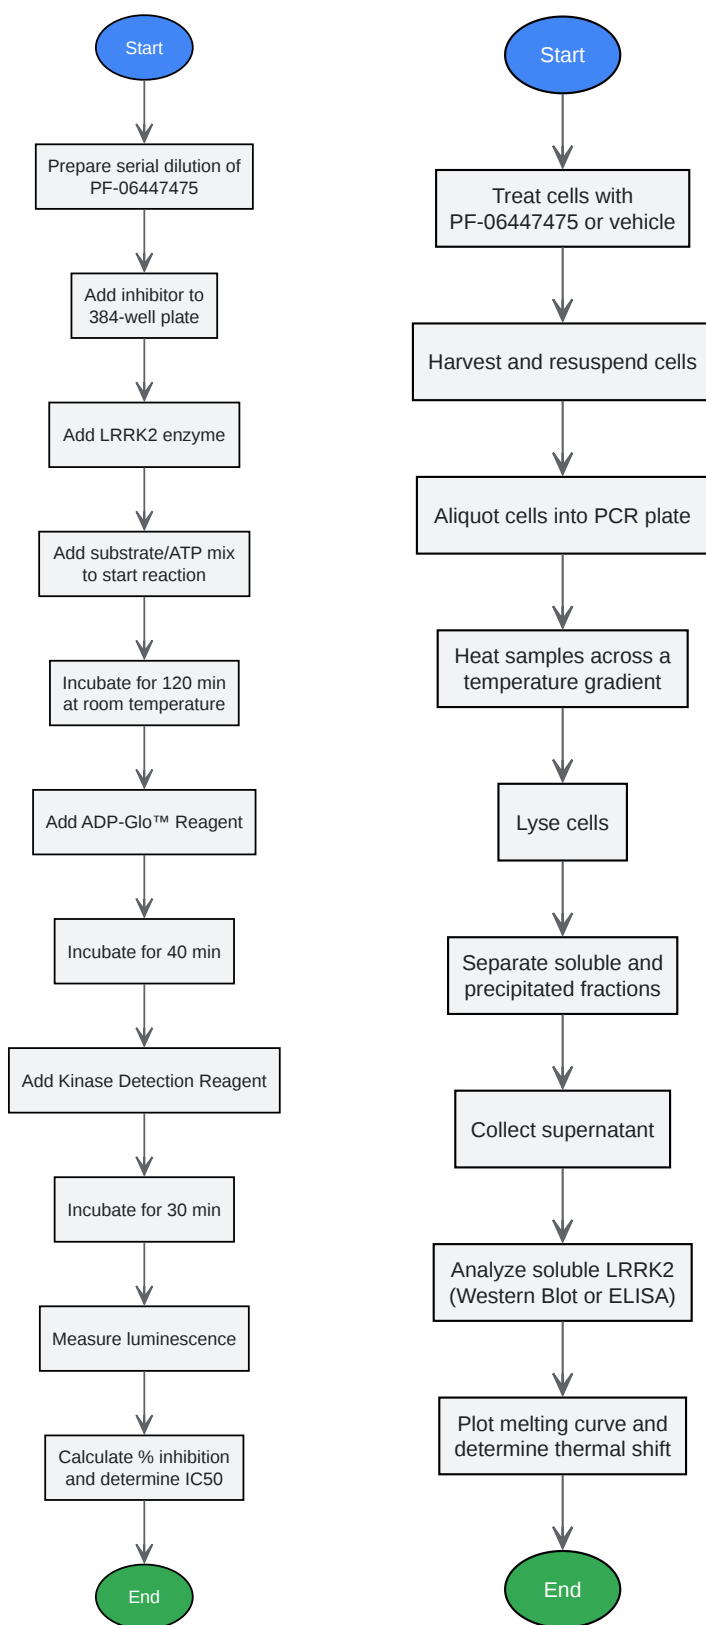 Start
Prepare serial dilution of
PF-06447475
Add inhibitor to
384-well plate
Add LRRK2 enzyme
Add substrate/ATP mix
to start reaction
Incubate for 120 min
at room temperature
Add ADP-Glo™ Reagent
Incubate for 40 min
Add Kinase Detection Reagent
Incubate for 30 min
Measure luminescence
Calculate % inhibition
and determine IC50
End
Start
Treat cells with
PF-06447475 or vehicle
Harvest and resuspend cells
Aliquot cells into PCR plate
Heat samples across a
temperature gradient
Lyse cells
Separate soluble and
precipitated fractions
Collect supernatant
Analyze soluble LRRK2
(Western Blot or ELISA)
Plot melting curve and
determine thermal shift
End